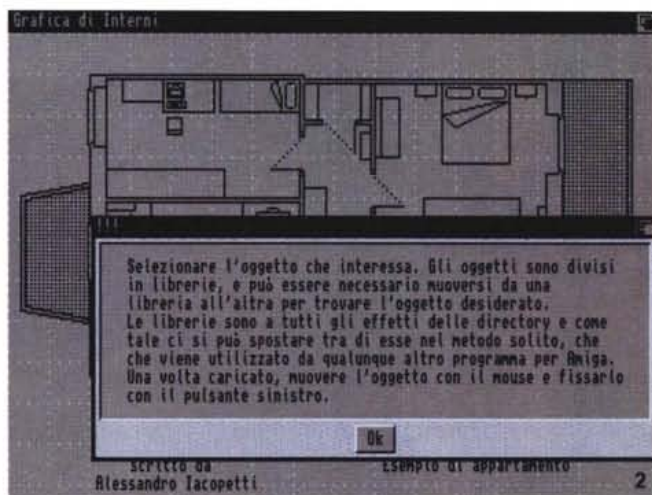 Grafica di Interni
Selezionare l'oggetto che interessa. Gli oggetti sono divisi
in librerie, e può essere necessario muoversi da una
libreria all'altra per trovare l'oggetto desiderato.
Le librerie sono a tutti gli effetti delle directory e come
tale ci si può spostare tra di esse nel metodo solito, che
che viene utilizzato da qualunque altro programma per Amiga.
Una volta caricato, muovere l'oggetto con il mouse e fissarlo
con il pulsante sinistro.
Ok
scritto da
Esempio di appartamento
Alessandro Iacopetti
2